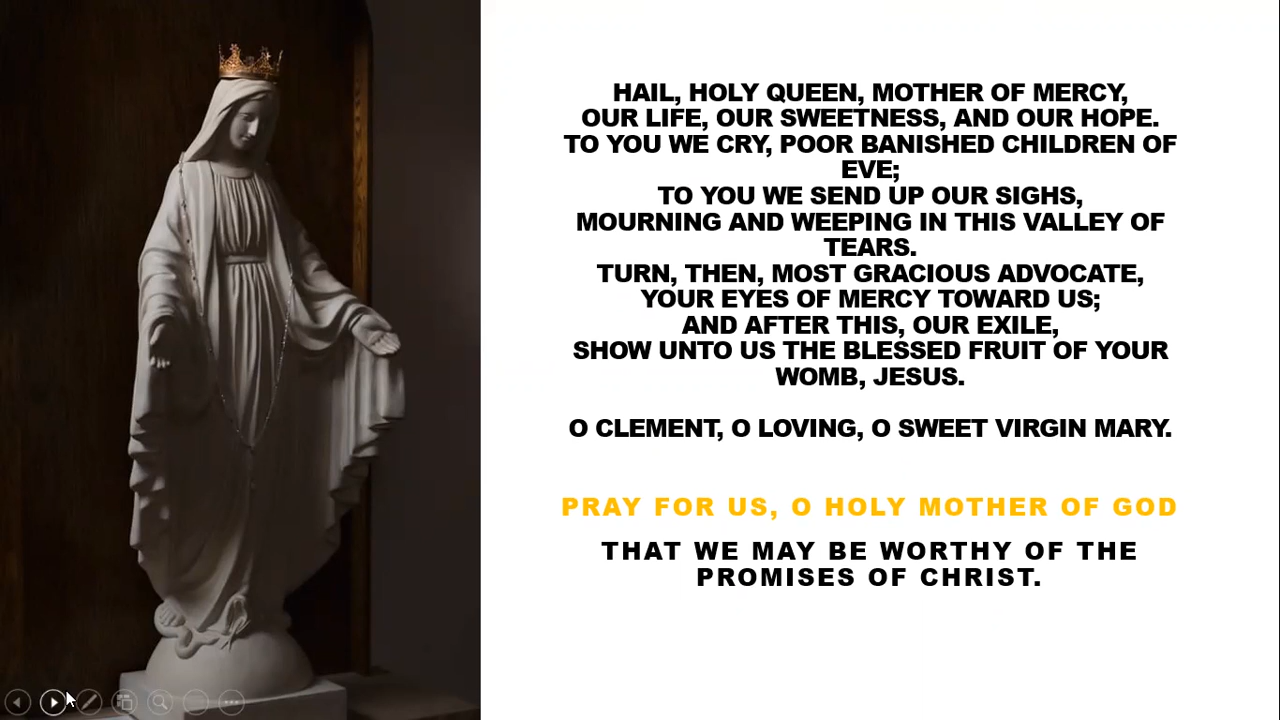 HAIL, HOLY QUEEN, MOTHER OF MERCY,
OUR LIFE, OUR SWEETNESS, AND OUR HOPE.
TO YOU WE CRY, POOR BANISHED CHILDREN OF
EVE;
TO YOU WE SEND UP OUR SIGHS,
MOURNING AND WEEPING IN THIS VALLEY OF
TEARS.
TURN, THEN, MOST GRACIOUS ADVOCATE,
YOUR EYES OF MERCY TOWARD US;
AND AFTER THIS, OUR EXILE,
SHOW UNTO US THE BLESSED FRUIT OF YOUR
WOMB, JESUS.
O CLEMENT, O LOVING, O SWEET VIRGIN MARY.
PRAY FOR US, O HOLY MOTHER OF GOD
THAT WE MAY BE WORTHY OF THE
PROMISES OF CHRIST.